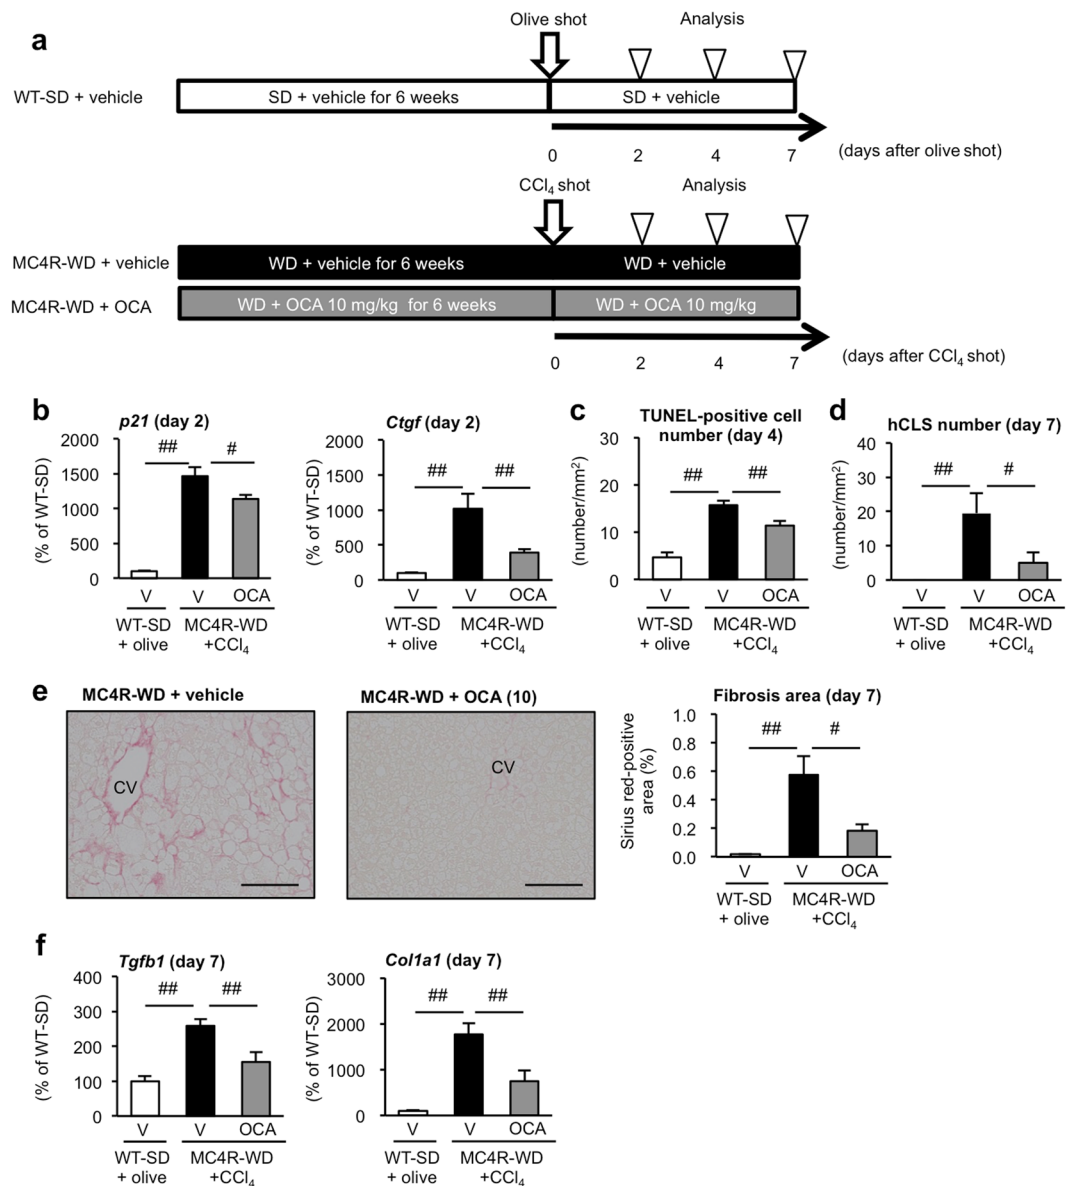 a
Olive shot
Analysis
WT-SD + vehicle
SD + vehicle for 6 weeks
SD + vehicle
0
2
4
7
(days after olive shot)
CCl4 shot
Analysis
MC4R-WD + vehicle
WD + vehicle for 6 weeks
WD + vehicle
MC4R-WD + OCA
WD + OCA 10 mg/kg for 6 weeks
WD + OCA 10 mg/kg
0
2
4
7
(days after CCl4 shot)
b
p21 (day 2)
(% of WT-SD)
2000
1500
1000
500
0
##
#
V
V
OCA
WT-SD
+ olive
MC4R-WD
+CCl4
Ctgf (day 2)
(% of WT-SD)
2000
1500
1000
500
0
##
##
V
V
OCA
WT-SD
+ olive
MC4R-WD
+CCl4
c
TUNEL-positive cell
number (day 4)
(number/mm2)
30
20
10
0
##
##
V
V
OCA
WT-SD
+ olive
MC4R-WD
+CCl4
d
hCLS number (day 7)
(number/mm2)
40
30
20
10
0
##
#
V
V
OCA
WT-SD
+ olive
MC4R-WD
+CCl4
e
MC4R-WD + vehicle
CV
MC4R-WD + OCA (10)
CV
Fibrosis area (day 7)
Sirius red-positive
area (%)
1.0
0.8
0.6
0.4
0.2
0.0
##
#
V
V
OCA
WT-SD
+ olive
MC4R-WD
+CCl4
f
Tgfb1 (day 7)
(% of WT-SD)
400
300
200
100
0
##
##
V
V
OCA
WT-SD
+ olive
MC4R-WD
+CCl4
Col1a1 (day 7)
(% of WT-SD)
3000
2000
1000
0
##
##
V
V
OCA
WT-SD
+ olive
MC4R-WD
+CCl4